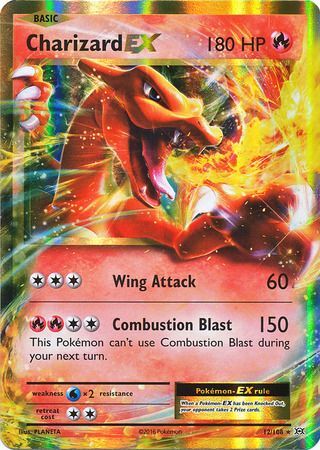 BASIC
Charizard EX 180 HP
Wing Attack 60
Combustion Blast 150
This Pokémon can't use Combustion Blast during
your next turn.
weakness ×2 resistance
retreat
cost
Pokémon-EX rule
When a Pokémon-EX has been Knocked Out,
your opponent takes 2 Prize cards.
Illus. PLANETA ©2016 Pokémon 12/108 ★ XY